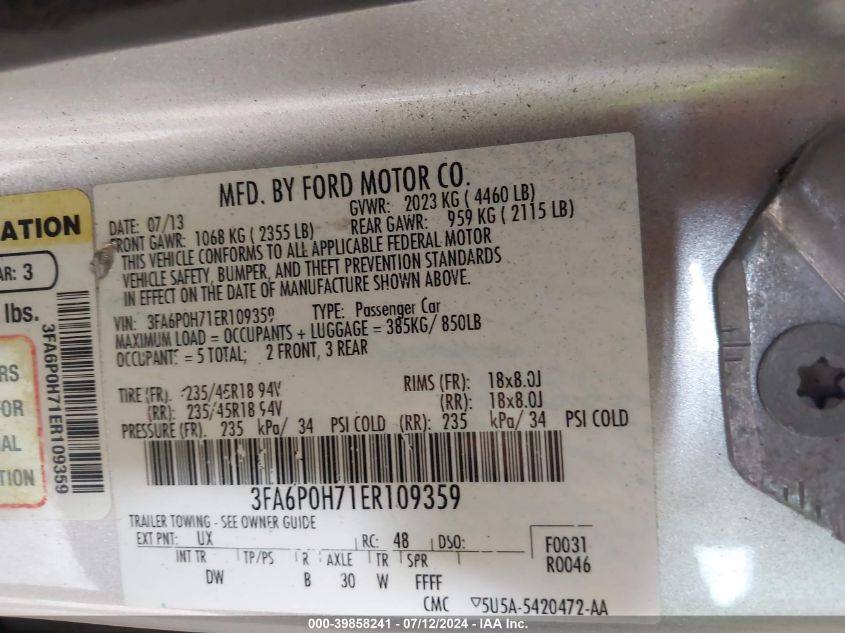 MFD. BY FORD MOTOR CO.
DATE: 07/13 GVWR: 2023 KG ( 4460 LB)
FRONT GAWR: 1068 KG ( 2355 LB) REAR GAWR: 959 KG ( 2115 LB)
THIS VEHICLE CONFORMS TO ALL APPLICABLE FEDERAL MOTOR
VEHICLE SAFETY, BUMPER, AND THEFT PREVENTION STANDARDS
IN EFFECT ON THE DATE OF MANUFACTURE SHOWN ABOVE.
VIN: 3FA6P0H71ER109359 TYPE: Passenger Car
MAXIMUM LOAD = OCCUPANTS + LUGGAGE = 385KG/ 850LB
OCCUPANT: = 5 TOTAL; 2 FRONT, 3 REAR
TIRE (FR): 235/45R18 94V RIMS (FR): 18x8.0J
(RR): 235/45R18 94V (RR): 18x8.0J
PRESSURE (FR). 235 kPa/ 34 PSI COLD (RR): 235 kPa/ 34 PSI COLD
3FA6P0H71ER109359
TRAILER TOWING - SEE OWNER GUIDE
EXT PNT: UX RC: 48 DSO: F0031
INT TR TP/PS R AXLE TR SPR R0046
DW B 30 W FFFF
CMC ▽5U5A-5420472-AA
ATION
AR: 3
lbs.
3FA6P0H71ER109359
RS
FOR
AL
TION
000-39858241 - 07/12/2024 - IAA Inc.